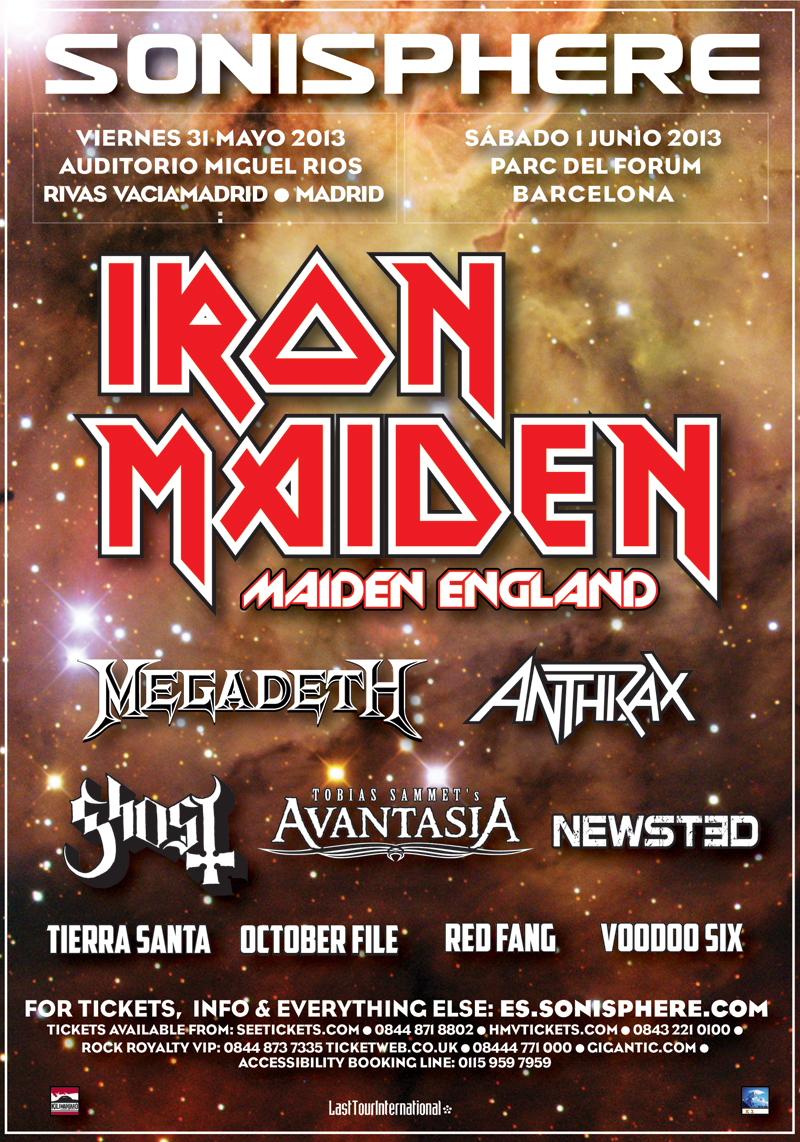 SONISPHERE
VIERNES 31 MAYO 2013
AUDITORIO MIGUEL RIOS
RIVAS VACIAMADRID ● MADRID
:
SÁBADO 1 JUNIO 2013
PARC DEL FORUM
BARCELONA
IRON
MAIDEN
MAIDEN ENGLAND
MEGADETH
ANTHRAX
Ghost
TOBIAS SAMMET's
AVANTASIA
NEWSTED
TIERRA SANTA OCTOBER FILE RED FANG VOODOO SIX
FOR TICKETS, INFO & EVERYTHING ELSE: ES.SONISPHERE.COM
TICKETS AVAILABLE FROM: SEETICKETS.COM ● 0844 871 8802 ● HMVTICKETS.COM ● 0843 221 0100 ●
ROCK ROYALTY VIP: 0844 873 7335 TICKETWEB.CO.UK ● 08444 771 000 ● GIGANTIC.COM ●
ACCESSIBILITY BOOKING LINE: 0115 959 7959
KILIMANJARO
LastTourInternational